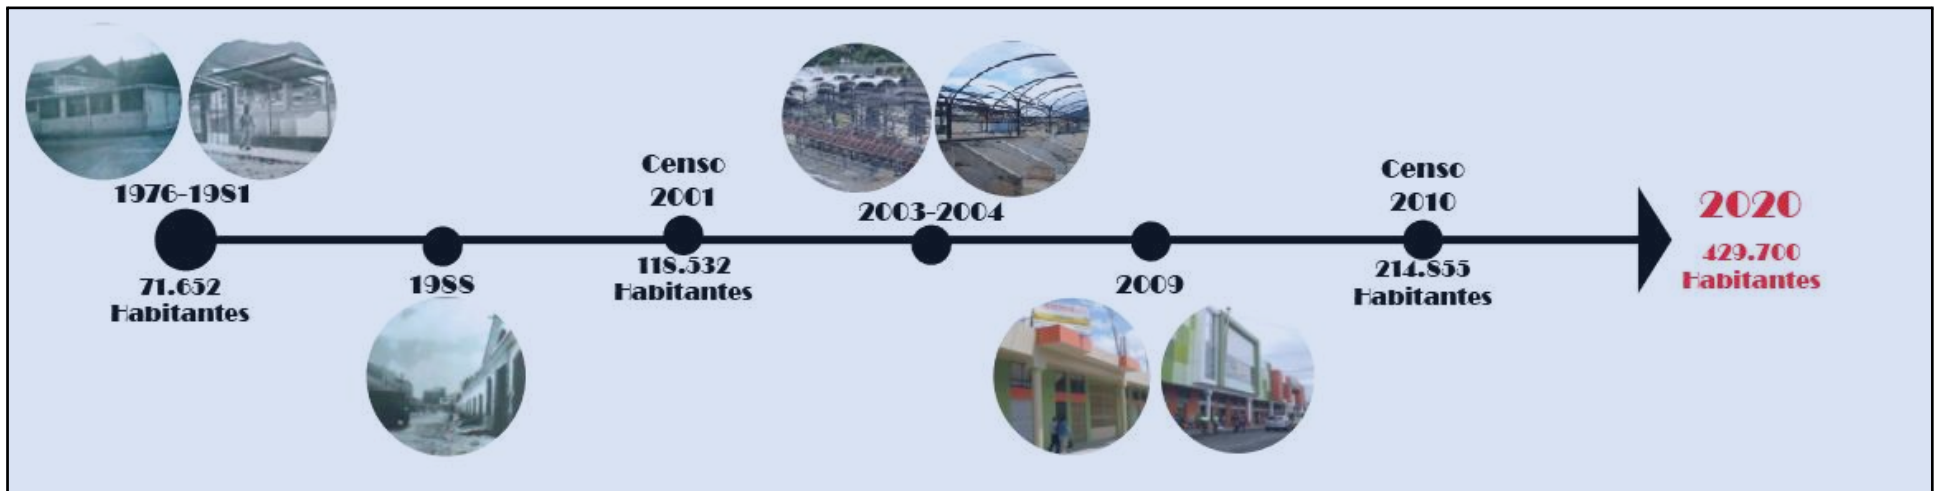 1976-1981
71.652
Habitantes
1988
Censo
2001
118.532
Habitantes
2003-2004
2009
Censo
2010
214.855
Habitantes
2020
429.700
Habitantes